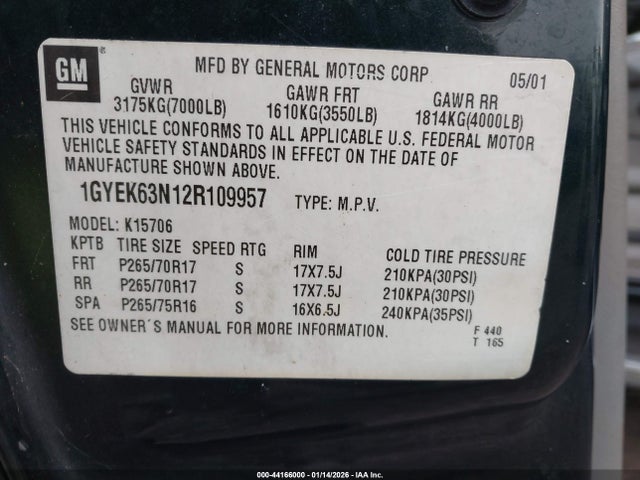 GM
MFD BY GENERAL MOTORS CORP 05/01
GVWR GAWR FRT GAWR RR
3175KG(7000LB) 1610KG(3550LB) 1814KG(4000LB)
THIS VEHICLE CONFORMS TO ALL APPLICABLE U.S. FEDERAL MOTOR
VEHICLE SAFETY STANDARDS IN EFFECT ON THE DATE OF
MANUFACTURE SHOWN ABOVE.
1GYEK63N12R109957 TYPE: M.P.V.
MODEL: K15706
KPTB TIRE SIZE SPEED RTG RIM COLD TIRE PRESSURE
FRT P265/70R17 S 17X7.5J 210KPA(30PSI)
RR P265/70R17 S 17X7.5J 210KPA(30PSI)
SPA P265/75R16 S 16X6.5J 240KPA(35PSI)
SEE OWNER´S MANUAL FOR MORE INFORMATION.
F 440
T 165
000-44166000 - 01/14/2026 - IAA Inc.